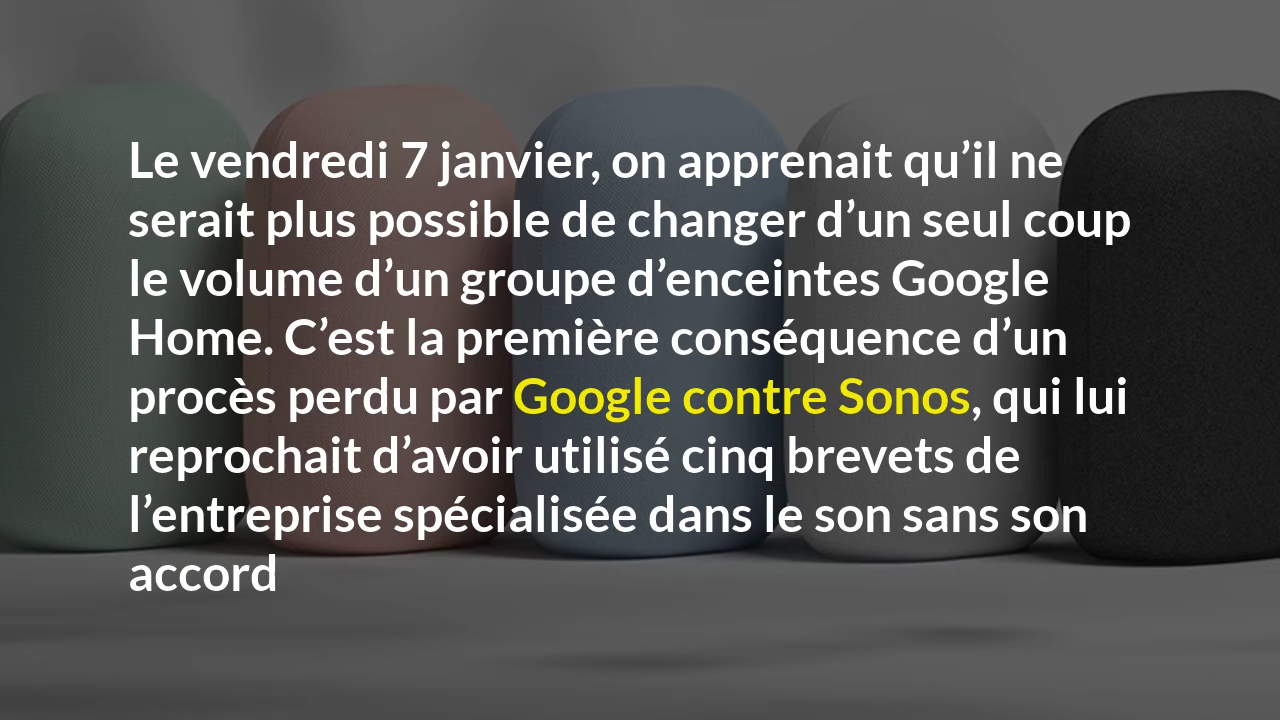 Le vendredi 7 janvier, on apprenait qu’il ne
serait plus possible de changer d’un seul coup
le volume d’un groupe d’enceintes Google
Home. C’est la première conséquence d’un
procès perdu par Google contre Sonos, qui lui
reprochait d’avoir utilisé cinq brevets de
l’entreprise spécialisée dans le son sans son
accord